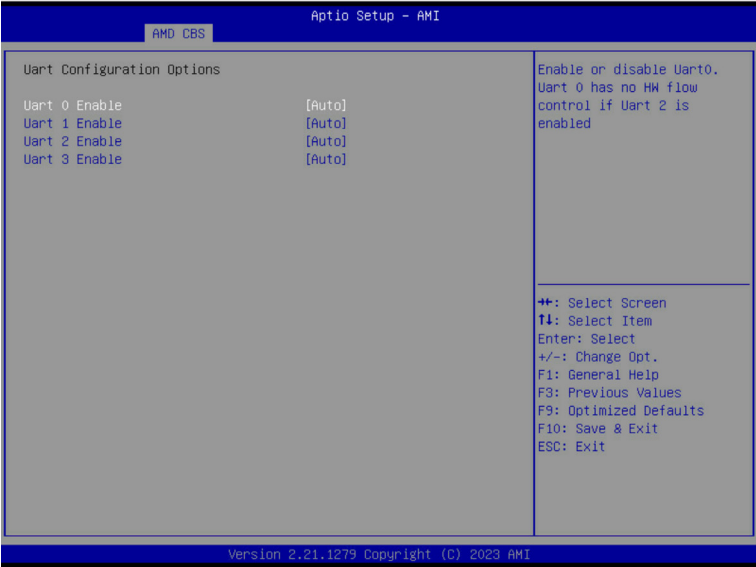 Aptio Setup – AMI
AMD CBS
Uart Configuration Options
Uart 0 Enable [Auto]
Uart 1 Enable [Auto]
Uart 2 Enable [Auto]
Uart 3 Enable [Auto]
Enable or disable Uart0.
Uart 0 has no HW flow
control if Uart 2 is
enabled
→←: Select Screen
↑↓: Select Item
Enter: Select
+/-: Change Opt.
F1: General Help
F3: Previous Values
F9: Optimized Defaults
F10: Save & Exit
ESC: Exit
Version 2.21.1279 Copyright (C) 2023 AMI